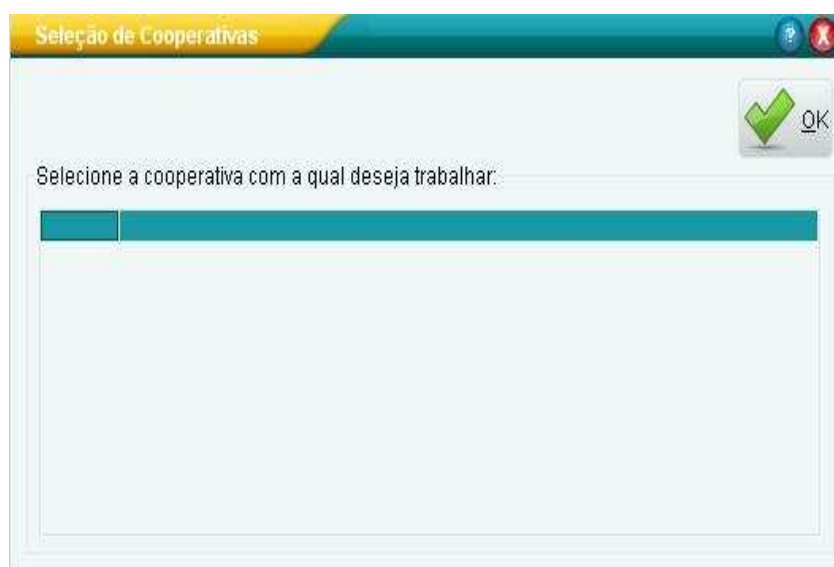 Seleção de Cooperativas
?
X
OK
Selecione a cooperativa com a qual deseja trabalhar: